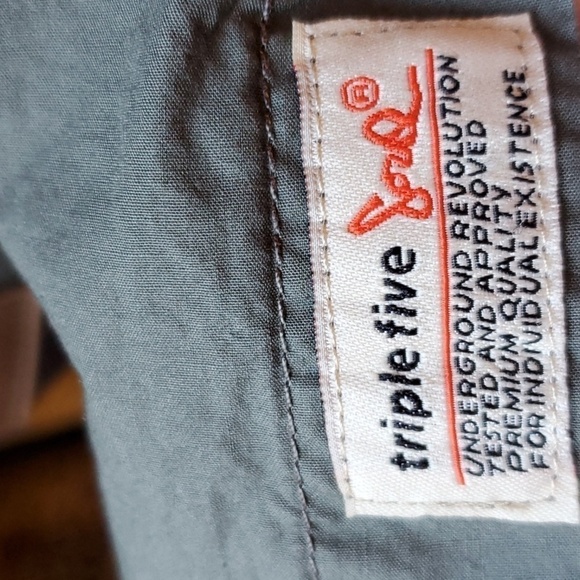 triple five Soul ®
UNDERGROUND REVOLUTION
TESTED AND APPROVED
PREMIUM QUALITY
FOR INDIVIDUAL EXISTENCE